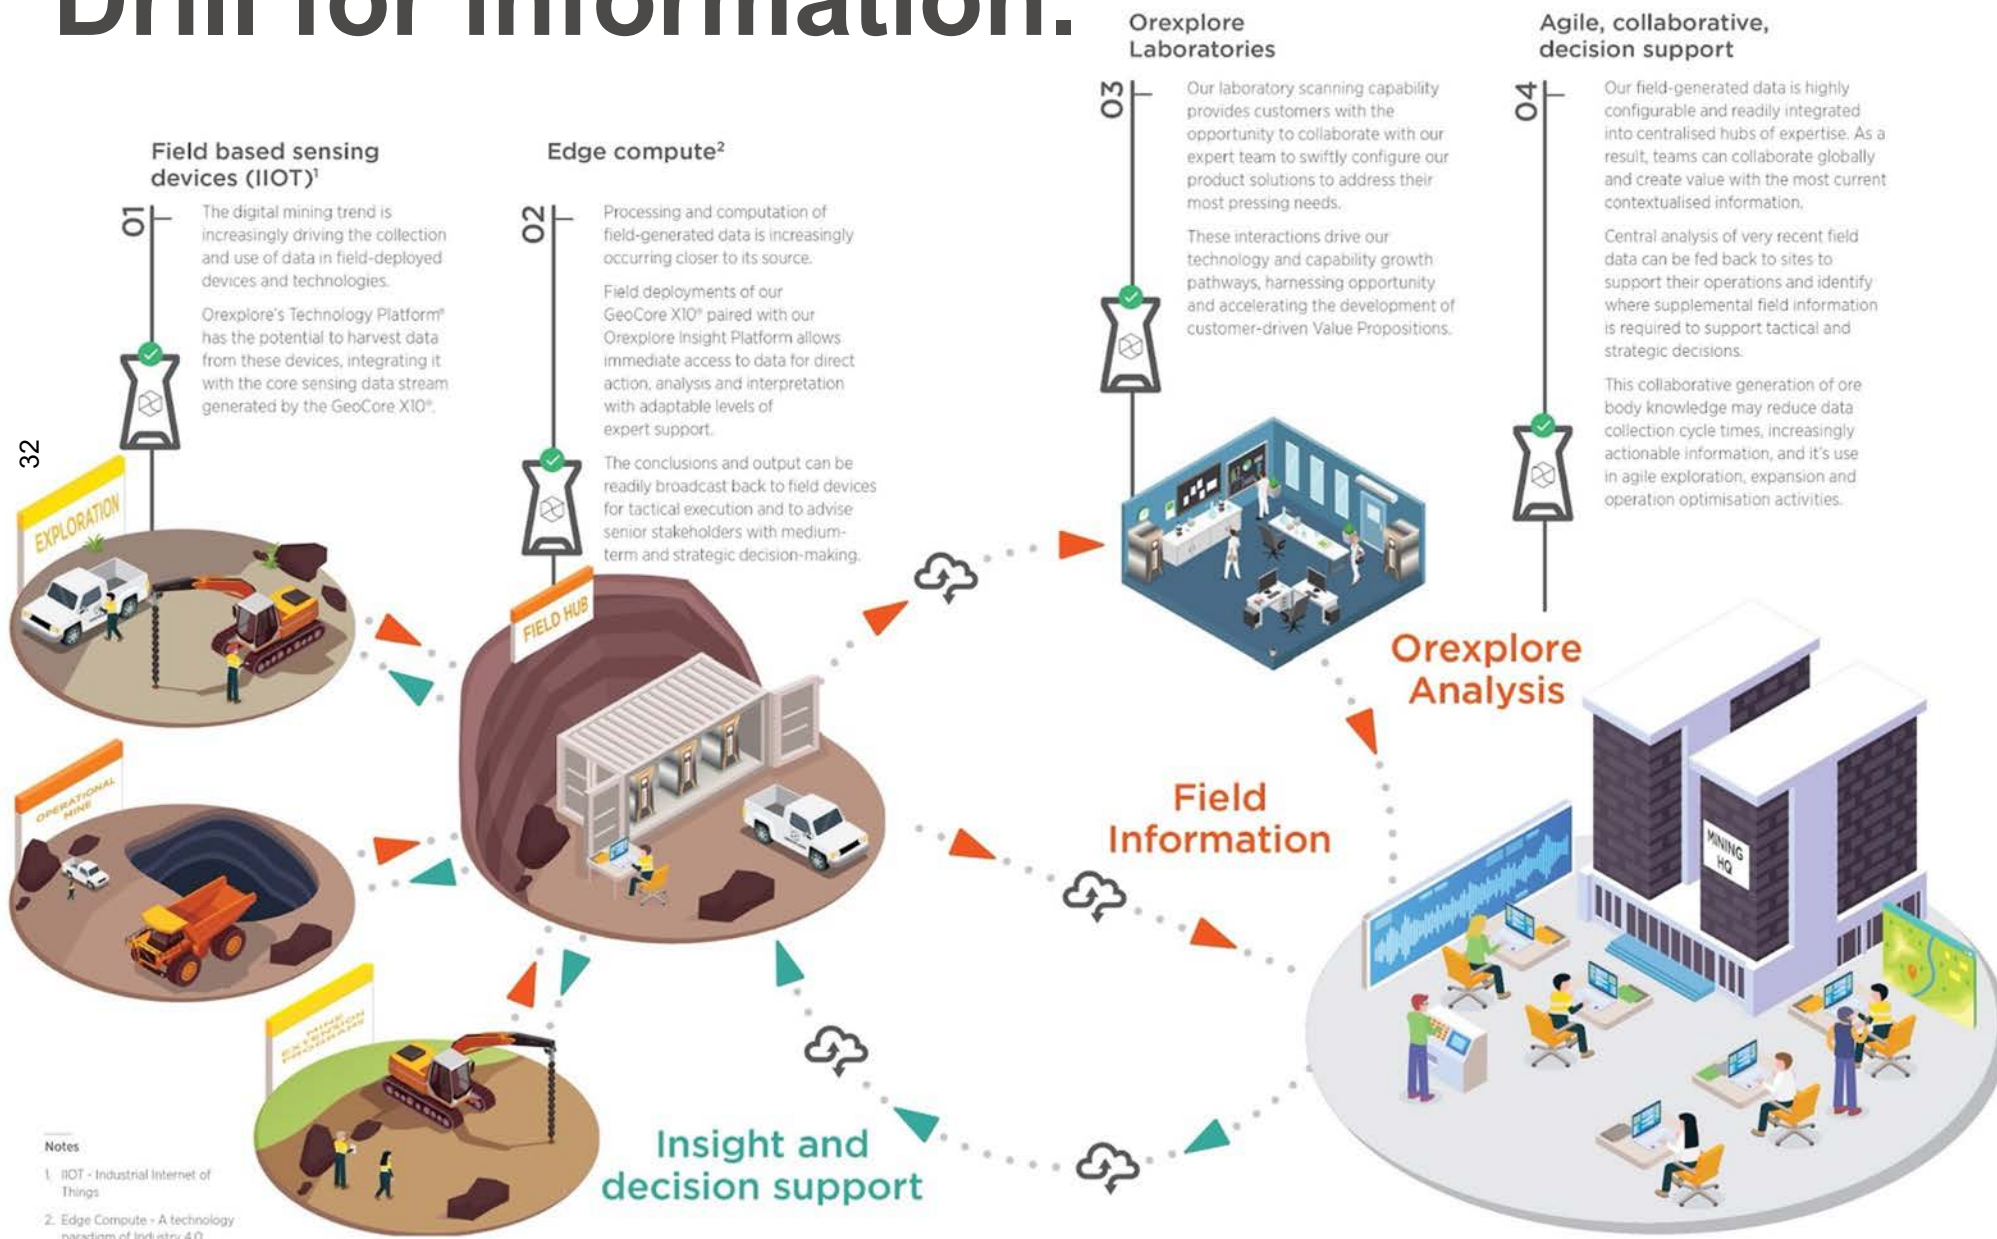 Drill for information.
32
Field based sensing
devices (IIOT)¹
01
The digital mining trend is
increasingly driving the collection
and use of data in field-deployed
devices and technologies.
Orexplore's Technology Platform®
has the potential to harvest data
from these devices, integrating it
with the core sensing data stream
generated by the GeoCore X10®.
Edge compute²
02
Processing and computation of
field-generated data is increasingly
occurring closer to its source.
Field deployments of our
GeoCore X10® paired with our
Orexplore Insight Platform allows
immediate access to data for direct
action, analysis and interpretation
with adaptable levels of
expert support.
The conclusions and output can be
readily broadcast back to field devices
for tactical execution and to advise
senior stakeholders with medium-
term and strategic decision-making.
Orexplore
Laboratories
03
Our laboratory scanning capability
provides customers with the
opportunity to collaborate with our
expert team to swiftly configure our
product solutions to address their
most pressing needs.
These interactions drive our
technology and capability growth
pathways, harnessing opportunity
and accelerating the development of
customer-driven Value Propositions.
Agile, collaborative,
decision support
04
Our field-generated data is highly
configurable and readily integrated
into centralised hubs of expertise. As a
result, teams can collaborate globally
and create value with the most current
contextualised information.
Central analysis of very recent field
data can be fed back to sites to
support their operations and identify
where supplemental field information
is required to support tactical and
strategic decisions.
This collaborative generation of ore
body knowledge may reduce data
collection cycle times, increasingly
actionable information, and it's use
in agile exploration, expansion and
operation optimisation activities.
EXPLORATION
FIELD HUB
OPERATIONAL
MINE
MINE
EXTENSION
PROGRAMS
Orexplore
Analysis
Field
Information
MINING
HQ
Insight and
decision support
Notes
1. IIOT - Industrial Internet of
Things
2. Edge Compute - A technology
paradigm of Industry 4.0